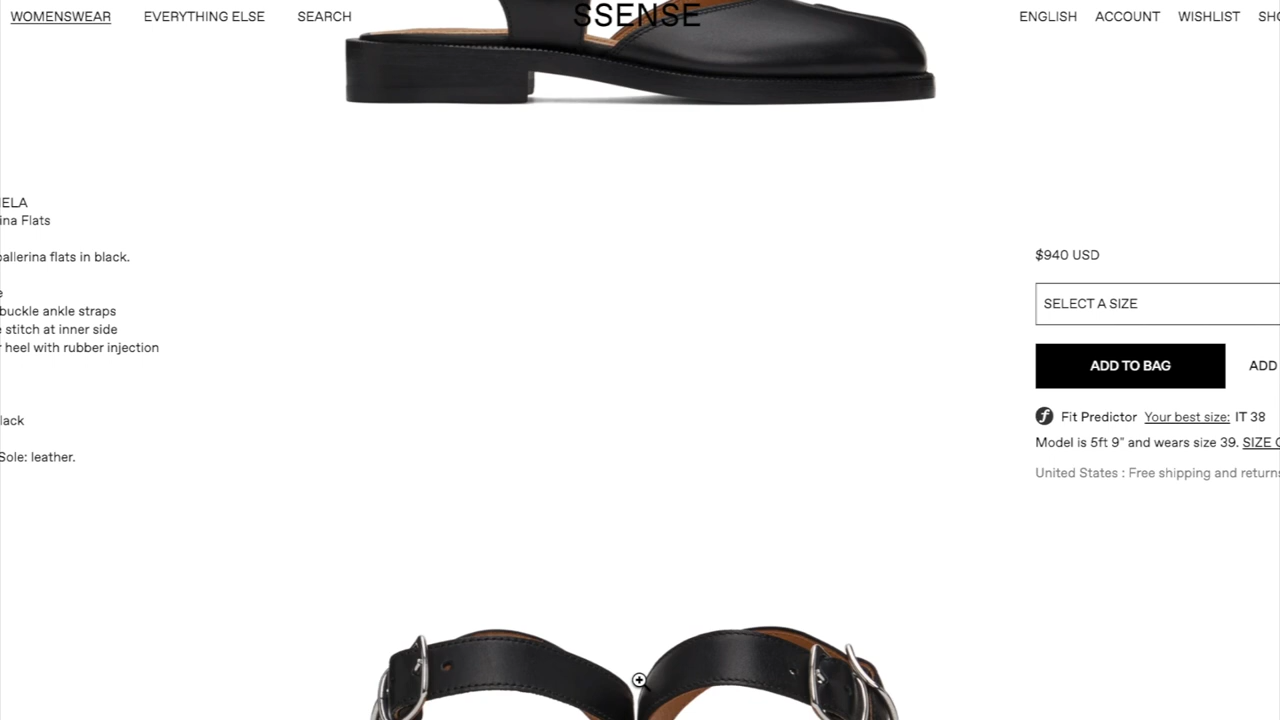 WOMENSWEAR EVERYTHING ELSE SEARCH SSENSE ENGLISH ACCOUNT WISHLIST SHO
IELA
ina Flats
ballerina flats in black.
e
buckle ankle straps
stitch at inner side
heel with rubber injection
lack
Sole: leather.
$940 USD
SELECT A SIZE
ADD TO BAG ADD
f Fit Predictor Your best size: IT 38
Model is 5ft 9" and wears size 39. SIZE
United States : Free shipping and returns